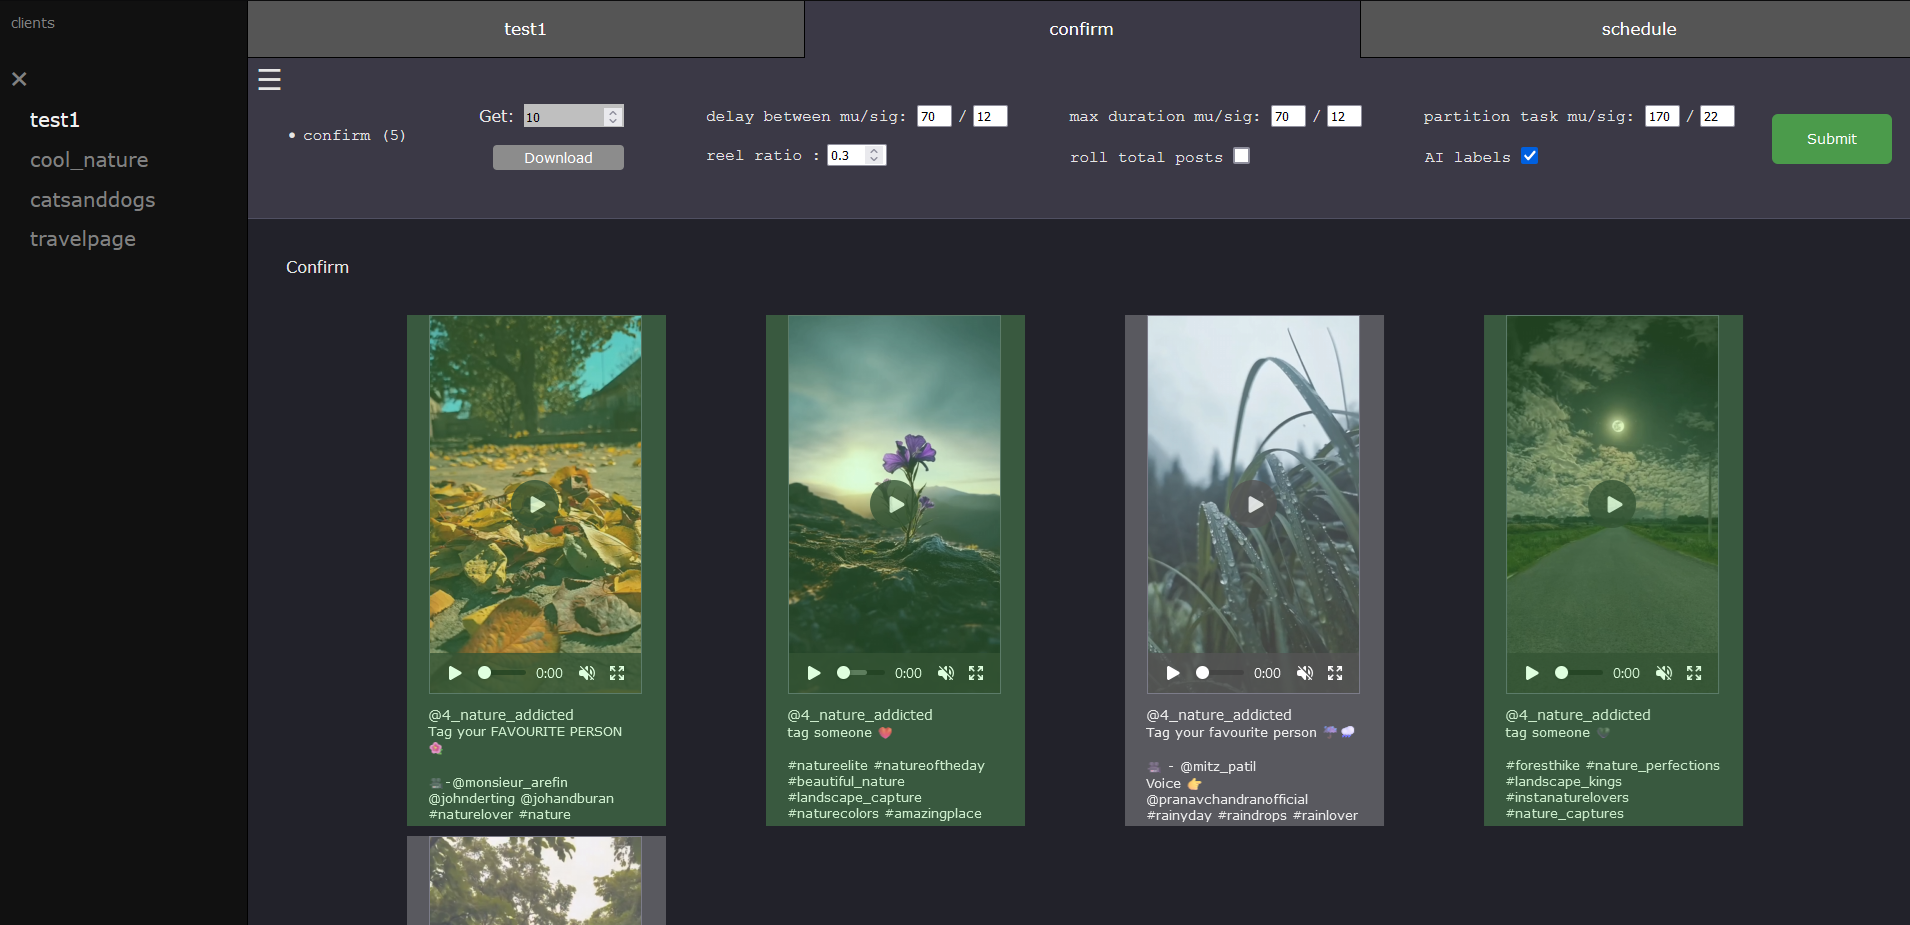 clients
test1
cool_nature
catsanddogs
travelpage
test1
confirm
schedule
confirm (5)
Get: 10
Download
delay between mu/sig: 70 / 12
reel ratio : 0.3
max duration mu/sig: 70 / 12
roll total posts
partition task mu/sig: 170 / 22
AI labels
Submit
Confirm
0:00
@4_nature_addicted
Tag your FAVOURITE PERSON
🌸
🎥-@monsieur_arefin
@johnderting @johandburan
#naturelover #nature
0:00
@4_nature_addicted
tag someone ❤️
#natureelite #natureoftheday
#beautiful_nature
#landscape_capture
#naturecolors #amazingplace
0:00
@4_nature_addicted
Tag your favourite person ☔🌧️
🎥 - @mitz_patil
Voice 👉
@pranavchandranofficial
#rainyday #raindrops #rainlover
0:00
@4_nature_addicted
tag someone 🖤
#foresthike #nature_perfections
#landscape_kings
#instanaturelovers
#nature_captures